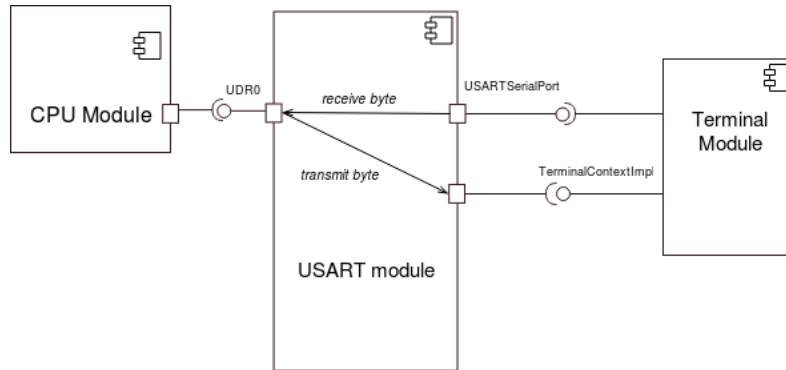 CPU Module
UDR0
receive byte
transmit byte
USART module
USARTSerialPort
TerminalContextImpl
Terminal
Module